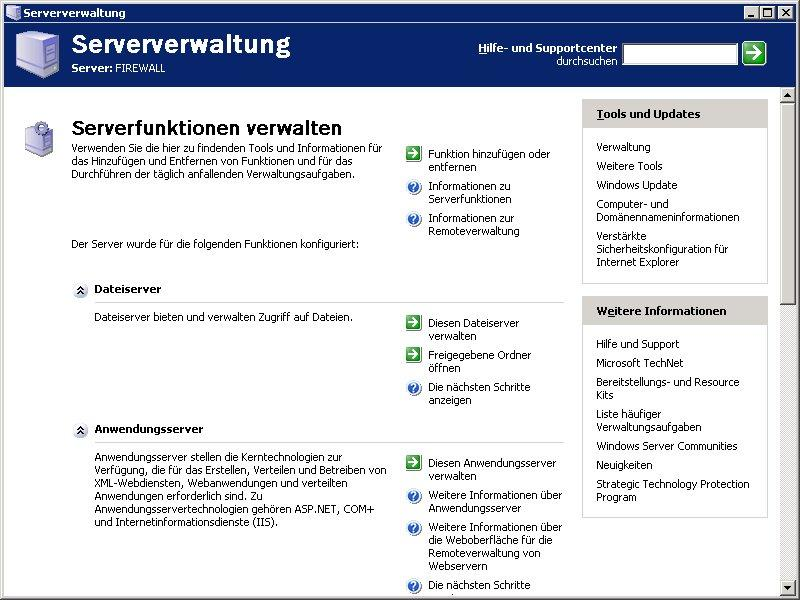 Serververwaltung
Serververwaltung
Server: FIREWALL
Hilfe- und Supportcenter
durchsuchen
Serverfunktionen verwalten
Verwenden Sie die hier zu findenden Tools und Informationen für
das Hinzufügen und Entfernen von Funktionen und für das
Durchführen der täglich anfallenden Verwaltungsaufgaben.
Funktion hinzufügen oder
entfernen
Informationen zu
Serverfunktionen
Informationen zur
Remoteverwaltung
Der Server wurde für die folgenden Funktionen konfiguriert:
Dateiserver
Dateiserver bieten und verwalten Zugriff auf Dateien.
Diesen Dateiserver
verwalten
Freigegebene Ordner
öffnen
Die nächsten Schritte
anzeigen
Anwendungsserver
Anwendungsserver stellen die Kerntechnologien zur
Verfügung, die für das Erstellen, Verteilen und Betreiben von
XML-Webdiensten, Webanwendungen und verteilten
Anwendungen erforderlich sind. Zu
Anwendungsservertechnologien gehören ASP.NET, COM+
und Internetinformationsdienste (IIS).
Diesen Anwendungsserver
verwalten
Weitere Informationen über
Anwendungsserver
Weitere Informationen über
die Weboberfläche für die
Remoteverwaltung von
Webservern
Die nächsten Schritte
Tools und Updates
Verwaltung
Weitere Tools
Windows Update
Computer- und
Domänennameninformationen
Verstärkte
Sicherheitskonfiguration für
Internet Explorer
Weitere Informationen
Hilfe und Support
Microsoft TechNet
Bereitstellungs- und Resource
Kits
Liste häufiger
Verwaltungsaufgaben
Windows Server Communities
Neuigkeiten
Strategic Technology Protection
Program